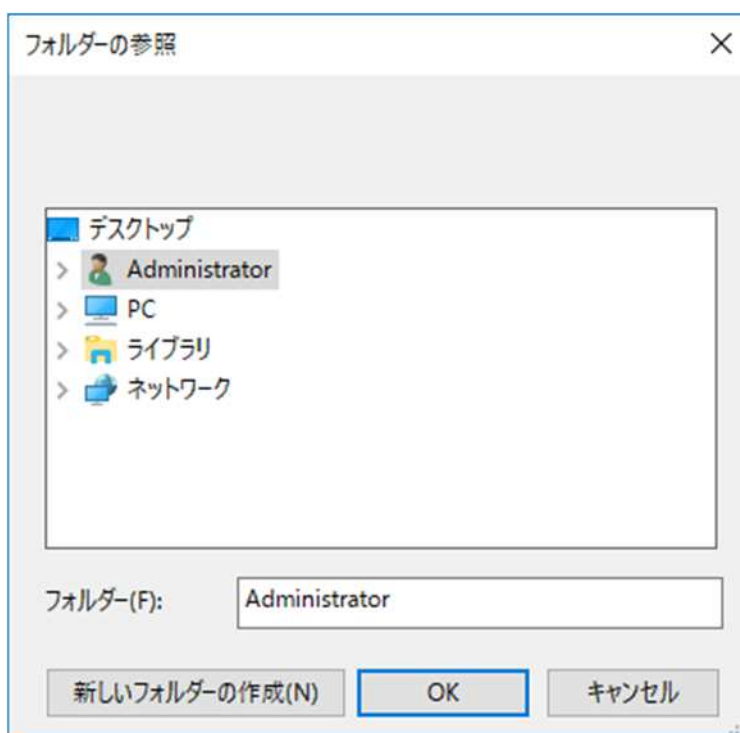 フォルダーの参照
デスクトップ
Administrator
PC
ライブラリ
ネットワーク
フォルダー(F):
Administrator
新しいフォルダーの作成(N)
OK
キャンセル